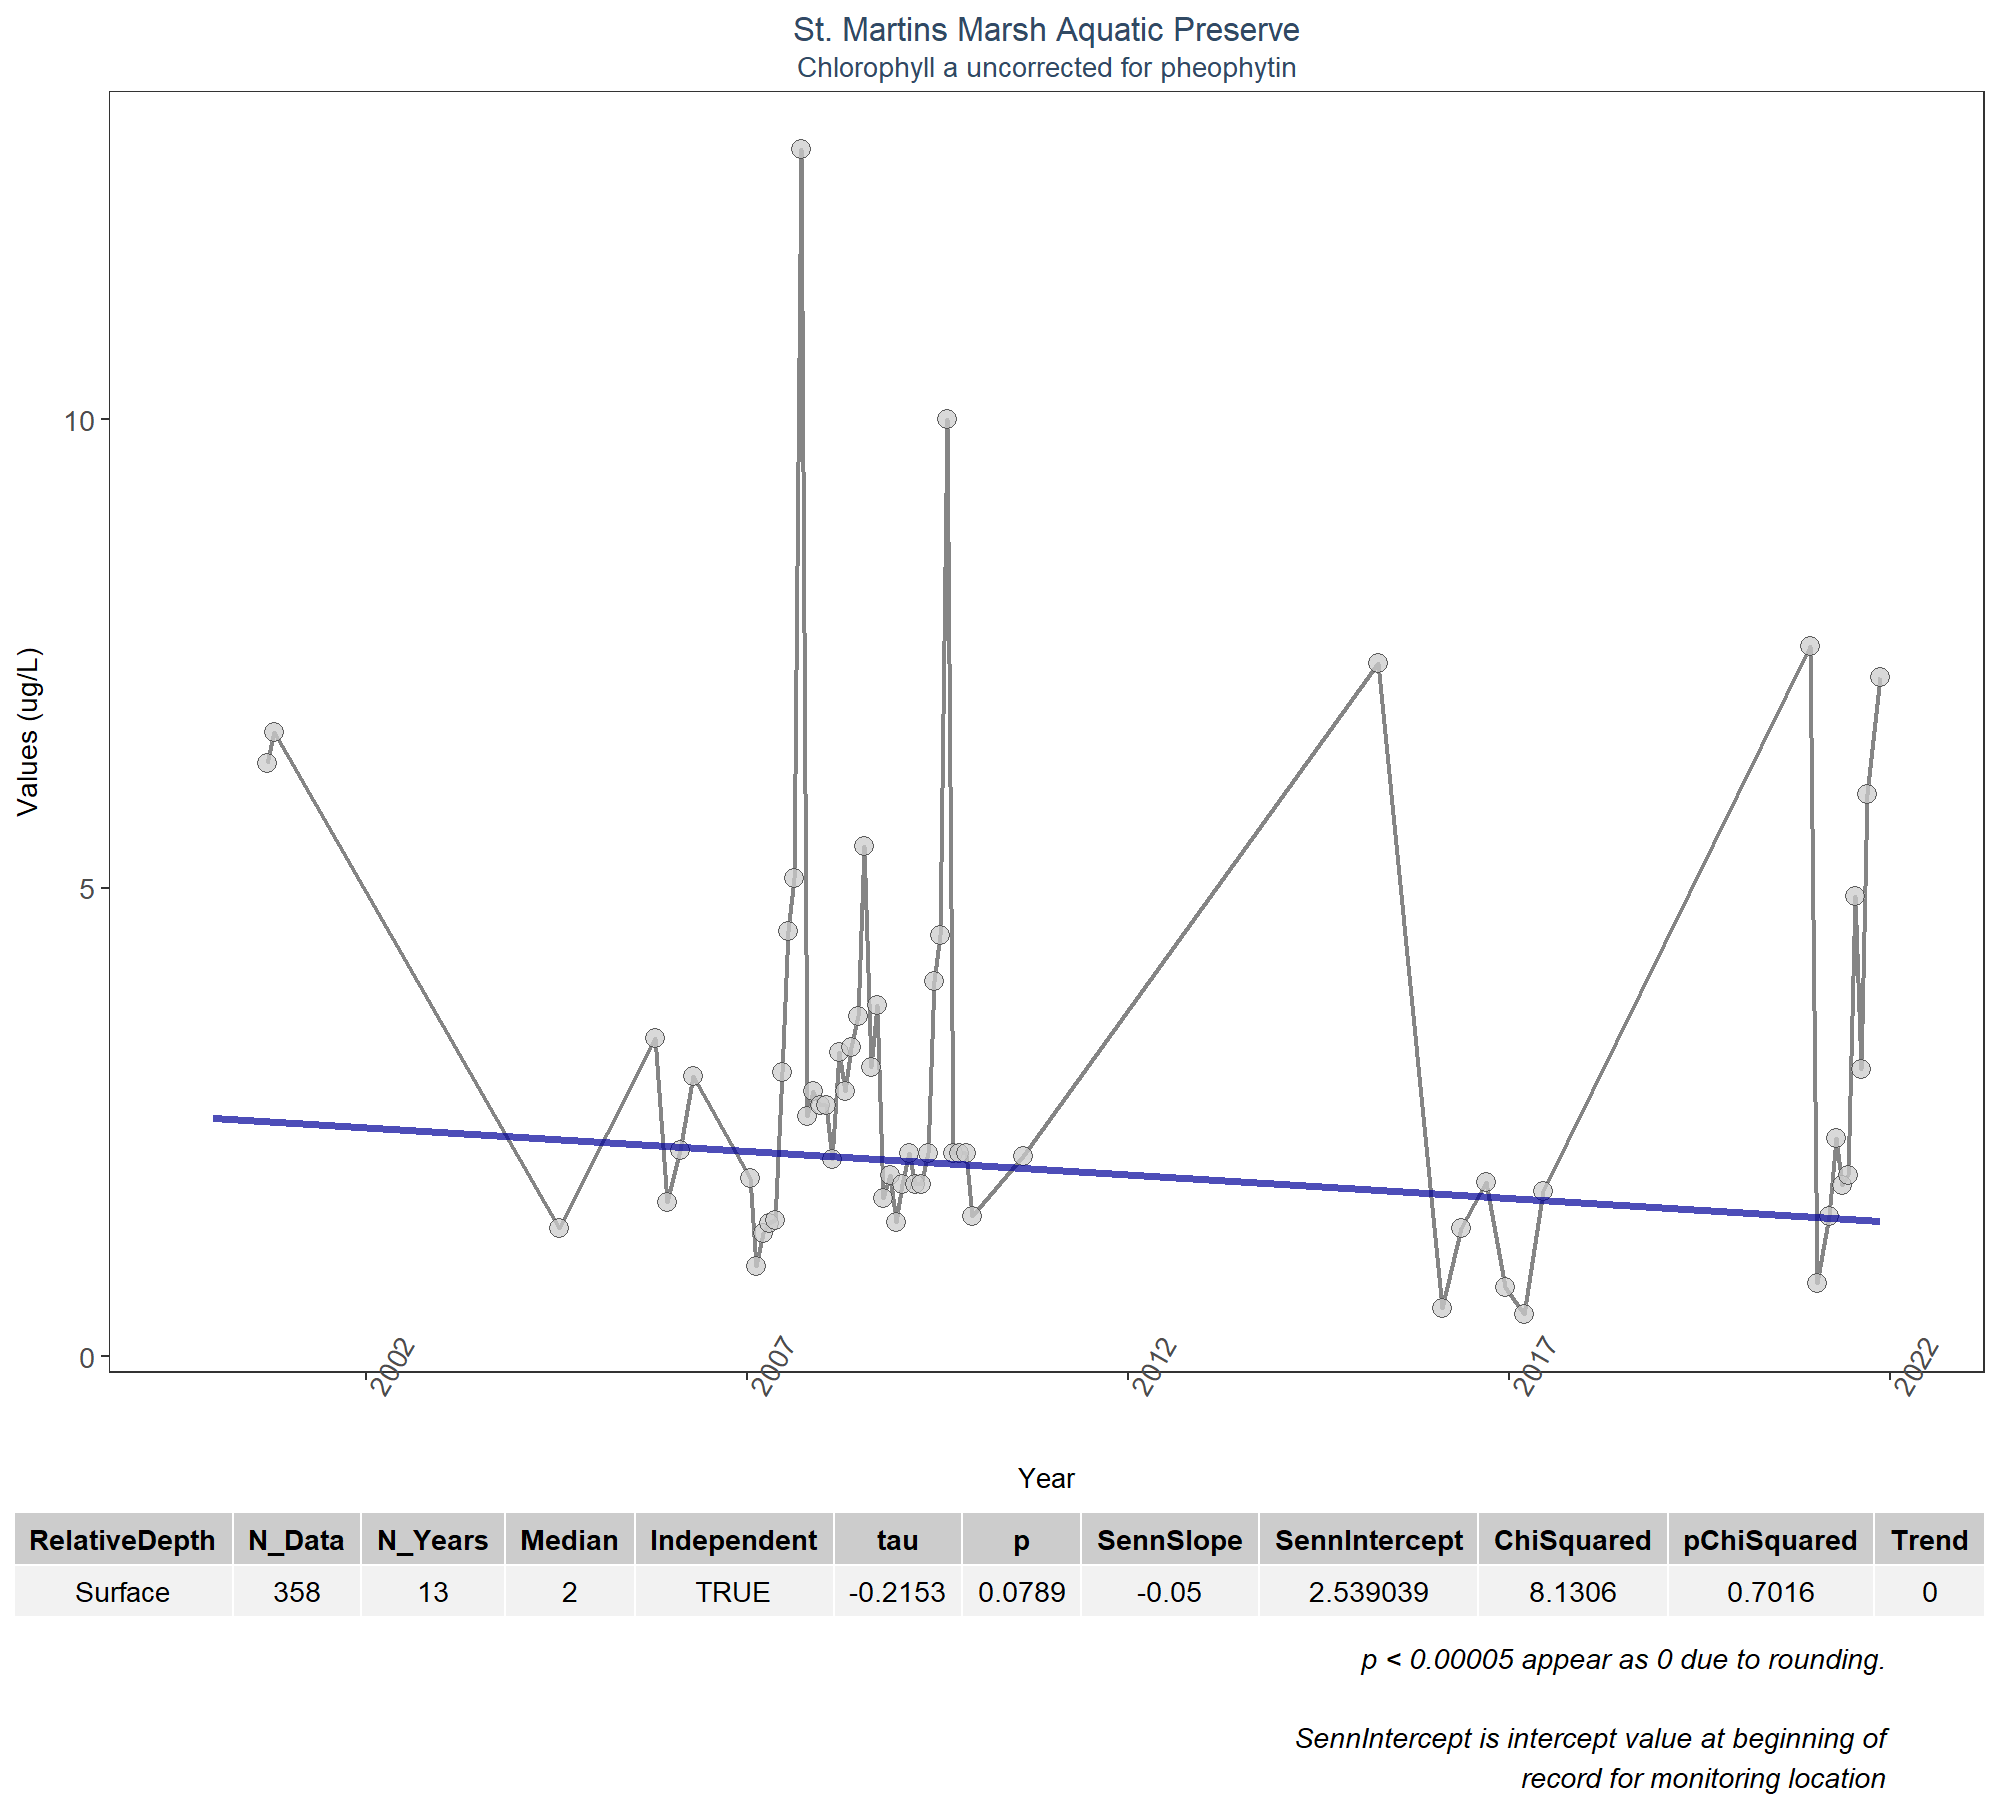 St. Martins Marsh Aquatic Preserve
Chlorophyll a uncorrected for pheophytin
Values (ug/L)
10
5
0
2002
2007
2012
2017
2022
Year
RelativeDepth N_Data N_Years Median Independent tau p SennSlope SennIntercept ChiSquared pChiSquared Trend
Surface 358 13 2 TRUE -0.2153 0.0789 -0.05 2.539039 8.1306 0.7016 0
p < 0.00005 appear as 0 due to rounding.
SennIntercept is intercept value at beginning of
record for monitoring location